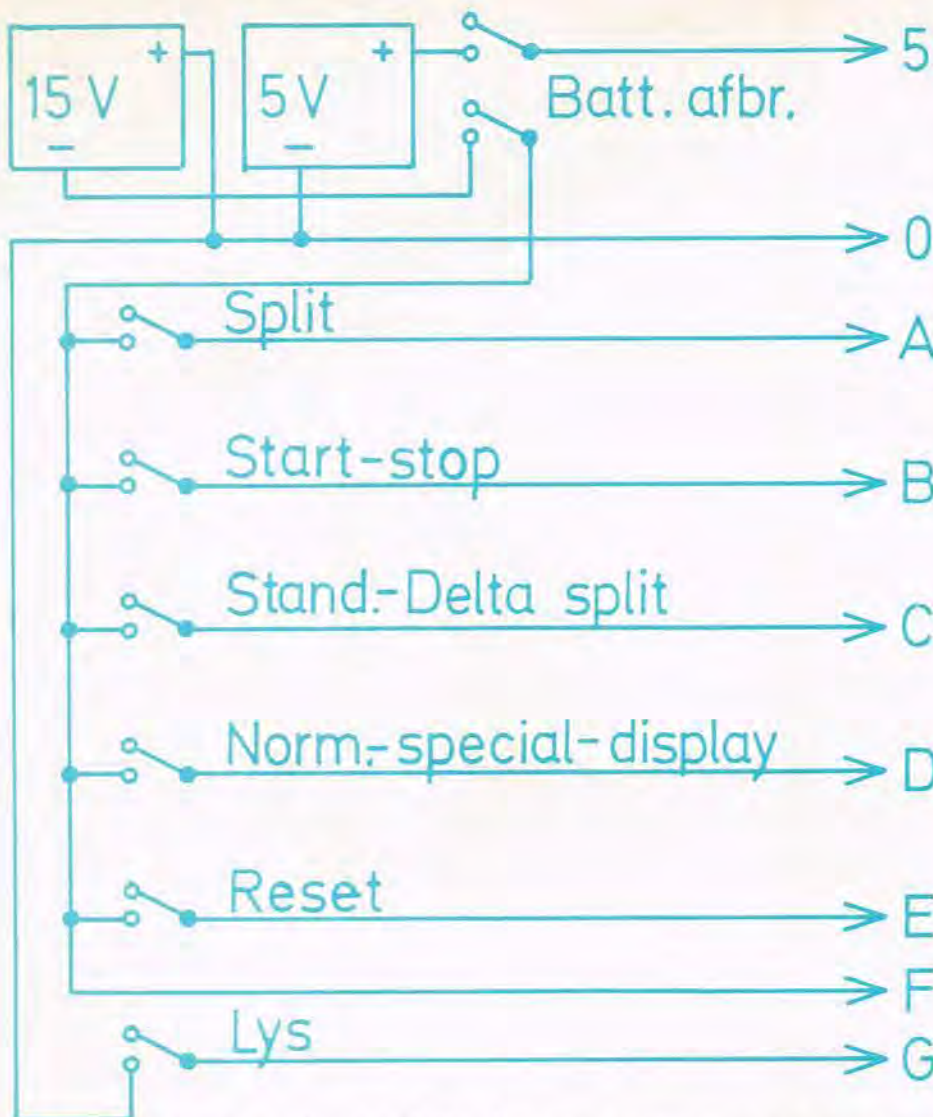 + + 5
15 V 5 V Batt. afbr.
− −
0
Split A
Start-stop B
Stand.-Delta split C
Norm.-special-display D
Reset E
F
Lys G